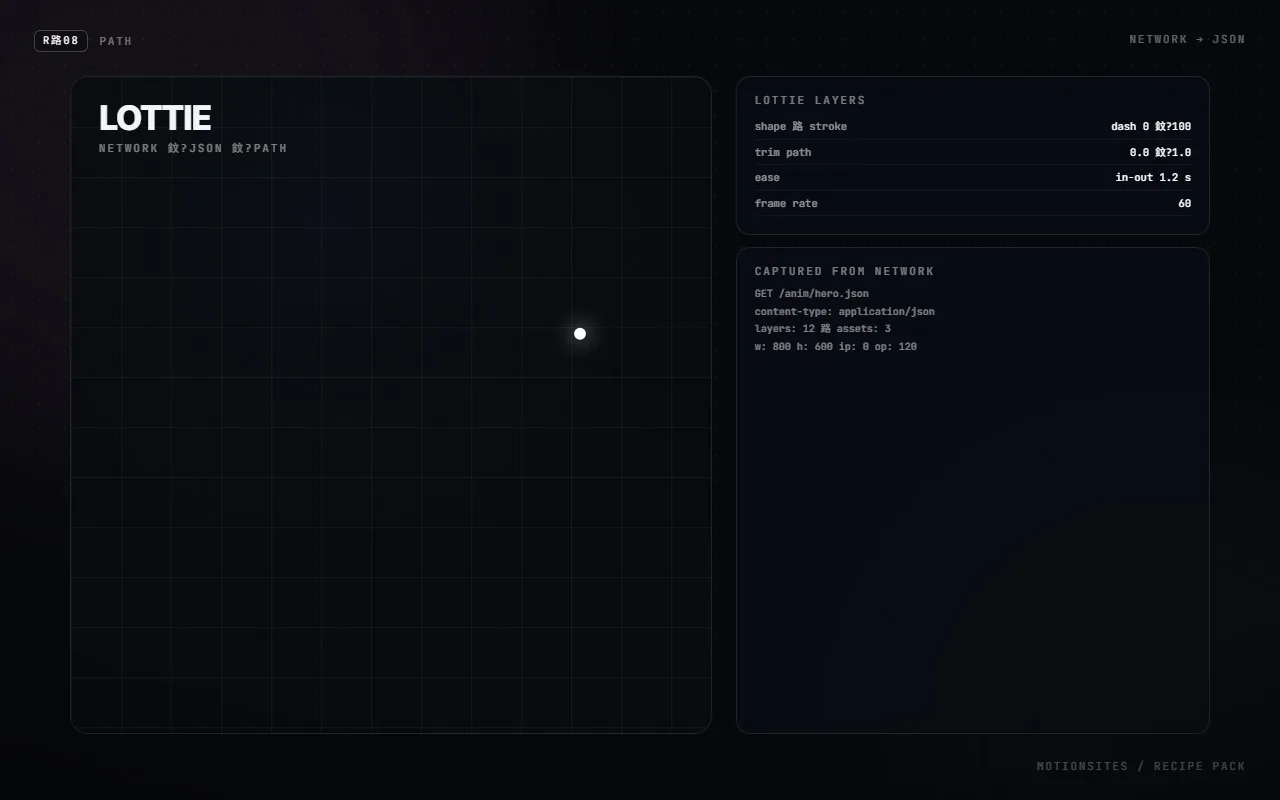 R路08 PATH
NETWORK → JSON
LOTTIE
NETWORK 鈫?JSON 鈫?PATH
LOTTIE LAYERS
shape 路 stroke dash 0 鈫?100
trim path 0.0 鈫?1.0
ease in-out 1.2 s
frame rate 60
CAPTURED FROM NETWORK
GET /anim/hero.json
content-type: application/json
layers: 12 路 assets: 3
w: 800 h: 600 ip: 0 op: 120
MOTIONSITES / RECIPE PACK